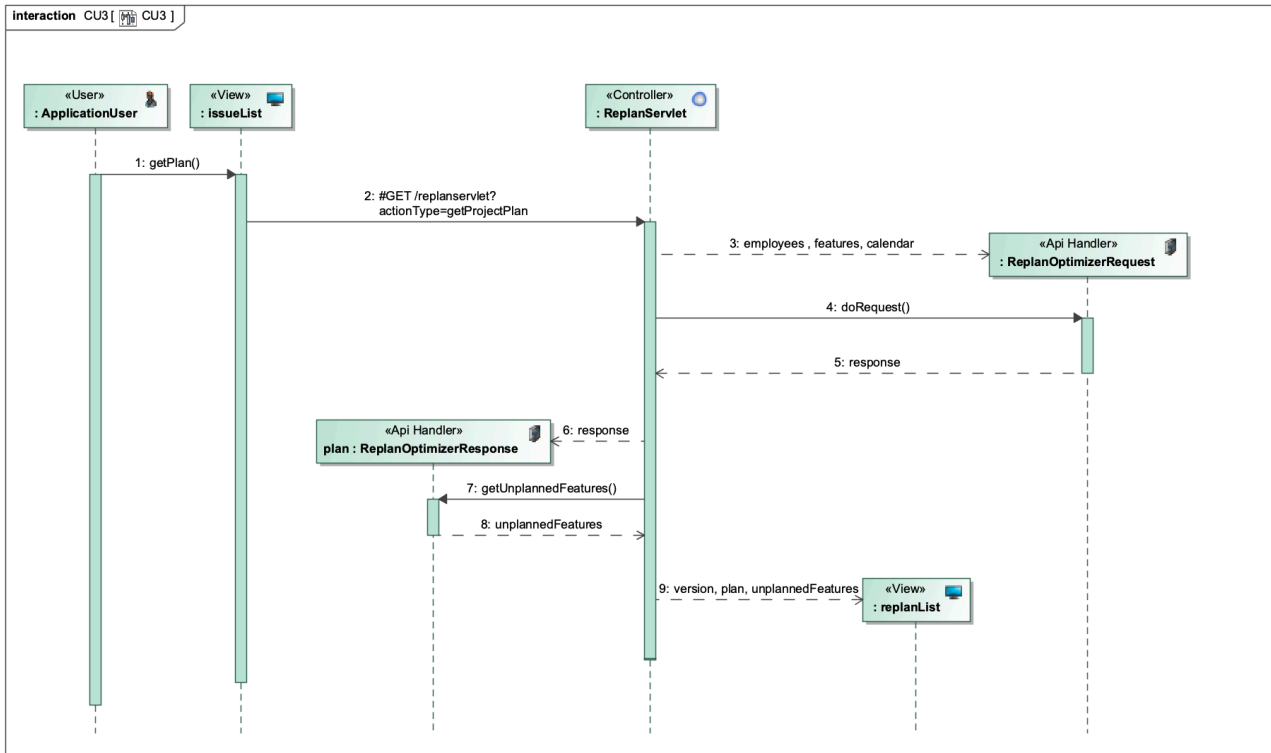 interaction CU3 [ CU3 ]
«User»
: ApplicationUser
«View»
: issueList
«Controller»
: ReplanServlet
1: getPlan()
2: #GET /replanservlet?
actionType=getProjectPlan
3: employees , features, calendar
«Api Handler»
: ReplanOptimizerRequest
4: doRequest()
5: response
«Api Handler»
plan : ReplanOptimizerResponse
6: response
7: getUnplannedFeatures()
8: unplannedFeatures
9: version, plan, unplannedFeatures
«View»
: replanList